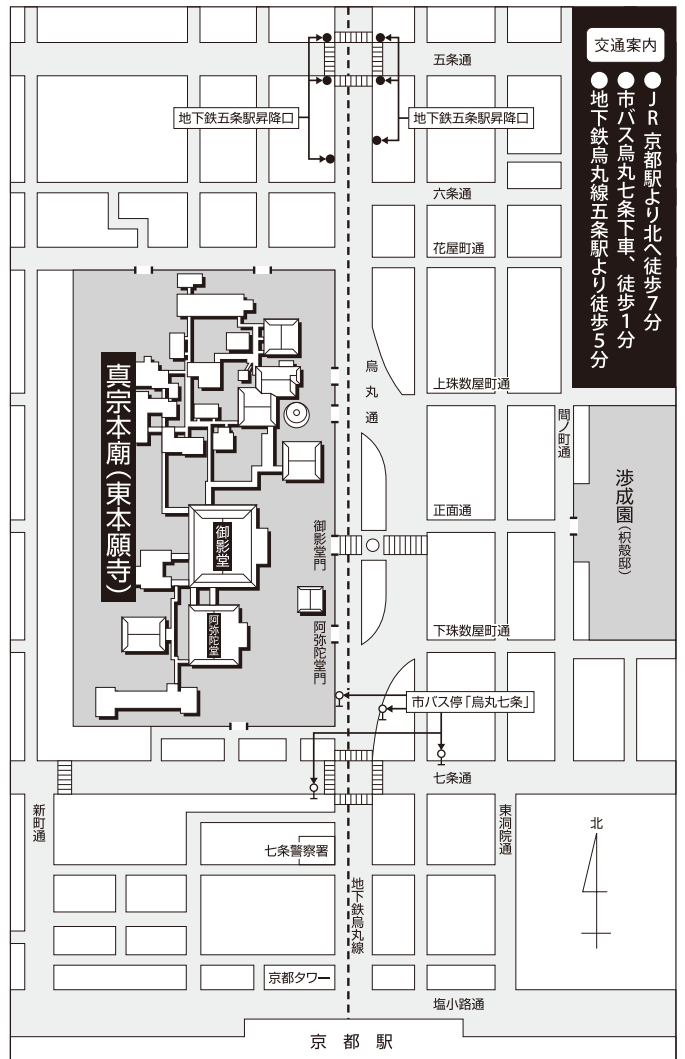 交通案内
●JR京都駅より北へ徒歩7分
●市バス烏丸七条下車、徒歩1分
●地下鉄烏丸線五条駅より徒歩5分
五条通
地下鉄五条駅昇降口
地下鉄五条駅昇降口
六条通
花屋町通
烏丸通
上珠数屋町通
間ノ町通
真宗本廟(東本願寺)
渉成園(枳殻邸)
正面通
御影堂
御影堂門
阿弥陀堂
阿弥陀堂門
下珠数屋町通
市バス停「烏丸七条」
七条通
新町通
東洞院通
北
七条警察署
地下鉄烏丸線
京都タワー
塩小路通
京都駅